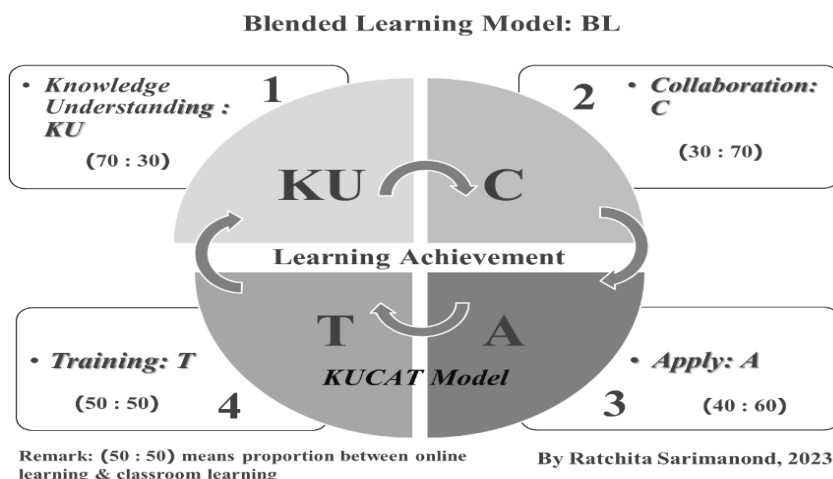 Blended Learning Model: BL
• Knowledge
Understanding :
KU
(70 : 30)
1
2
• Collaboration:
C
(30 : 70)
KU
C
Learning Achievement
T
A
KUCAT Model
• Training: T
(50 : 50)
4
• Apply: A
(40 : 60)
3
Remark: (50 : 50) means proportion between online
learning & classroom learning
By Ratchita Sarimanond, 2023